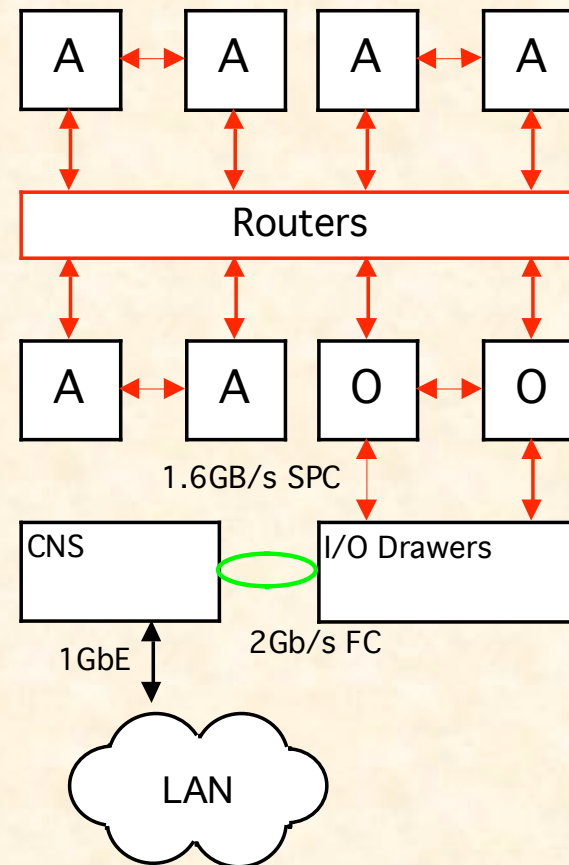 A A A A
Routers
A A O O
1.6GB/s SPC
CNS
I/O Drawers
2Gb/s FC
1GbE
LAN